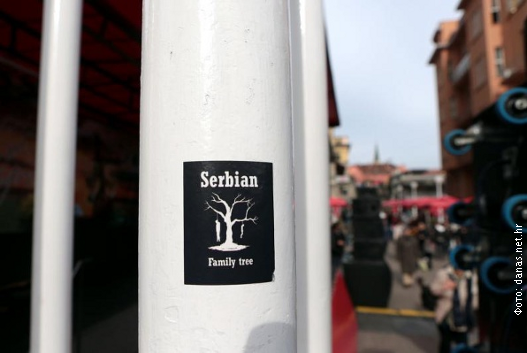 Serbian
Family tree
Фото: danas.net.hr